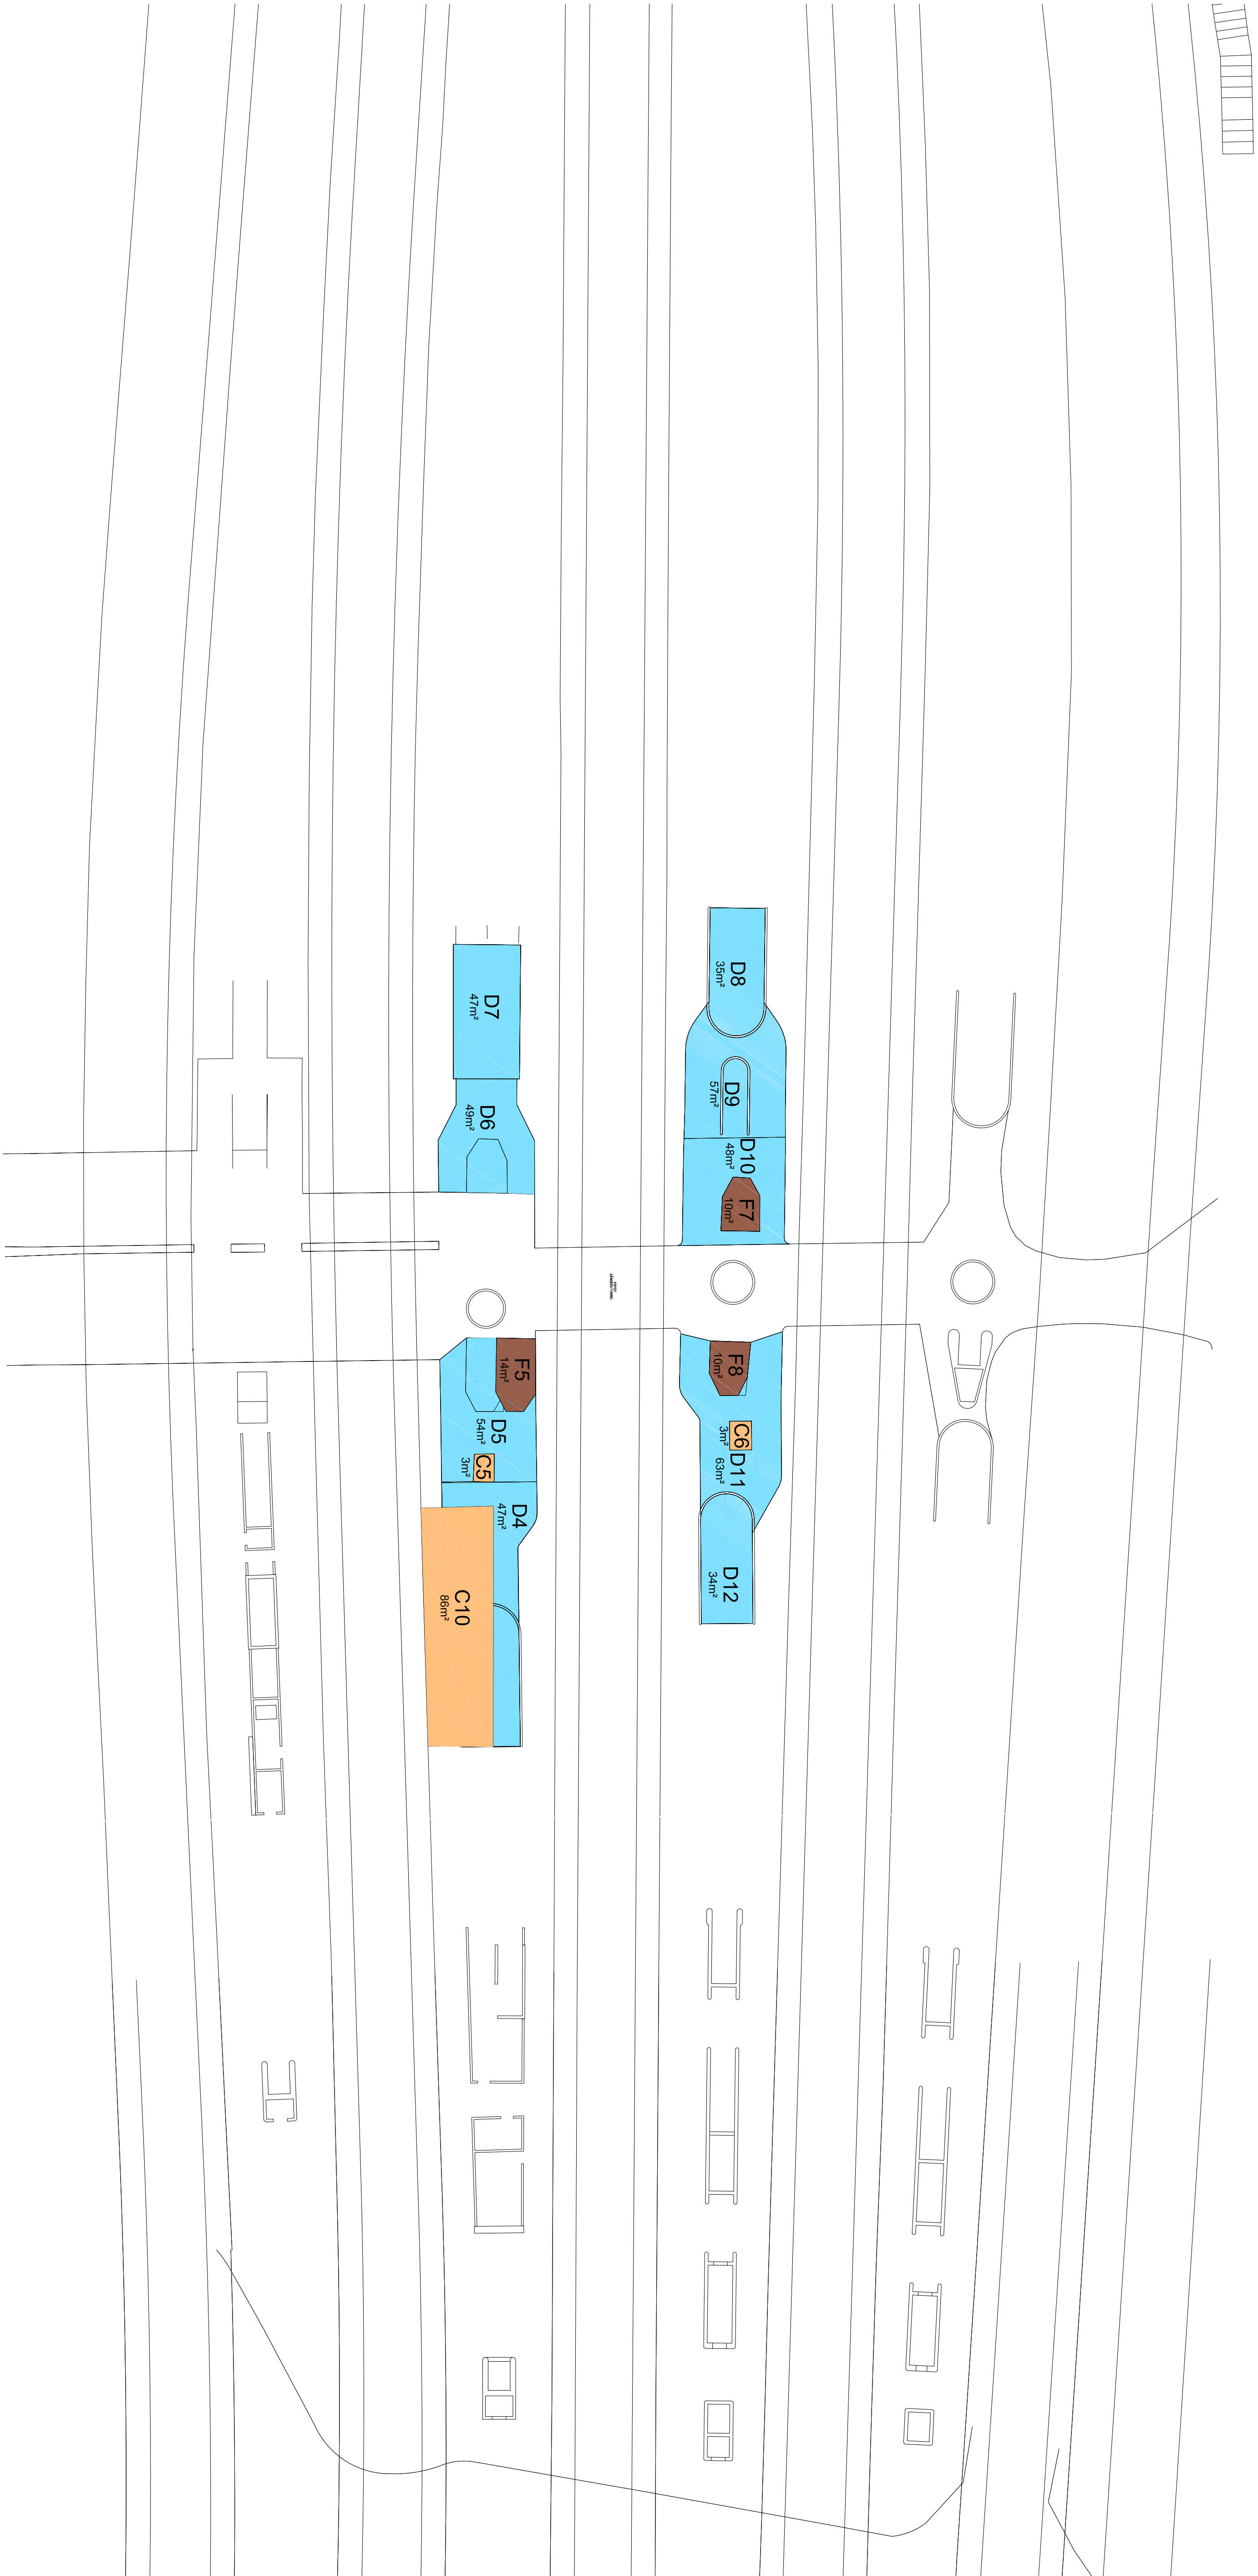 D8
35m²
D7
47m²
D9
57m²
D6
49m²
D10
48m²
F7
10m²
F5
14m²
F8
10m²
D5
54m²
C6
3m²
C5
3m²
D11
63m²
D4
47m²
D12
34m²
C10
86m²